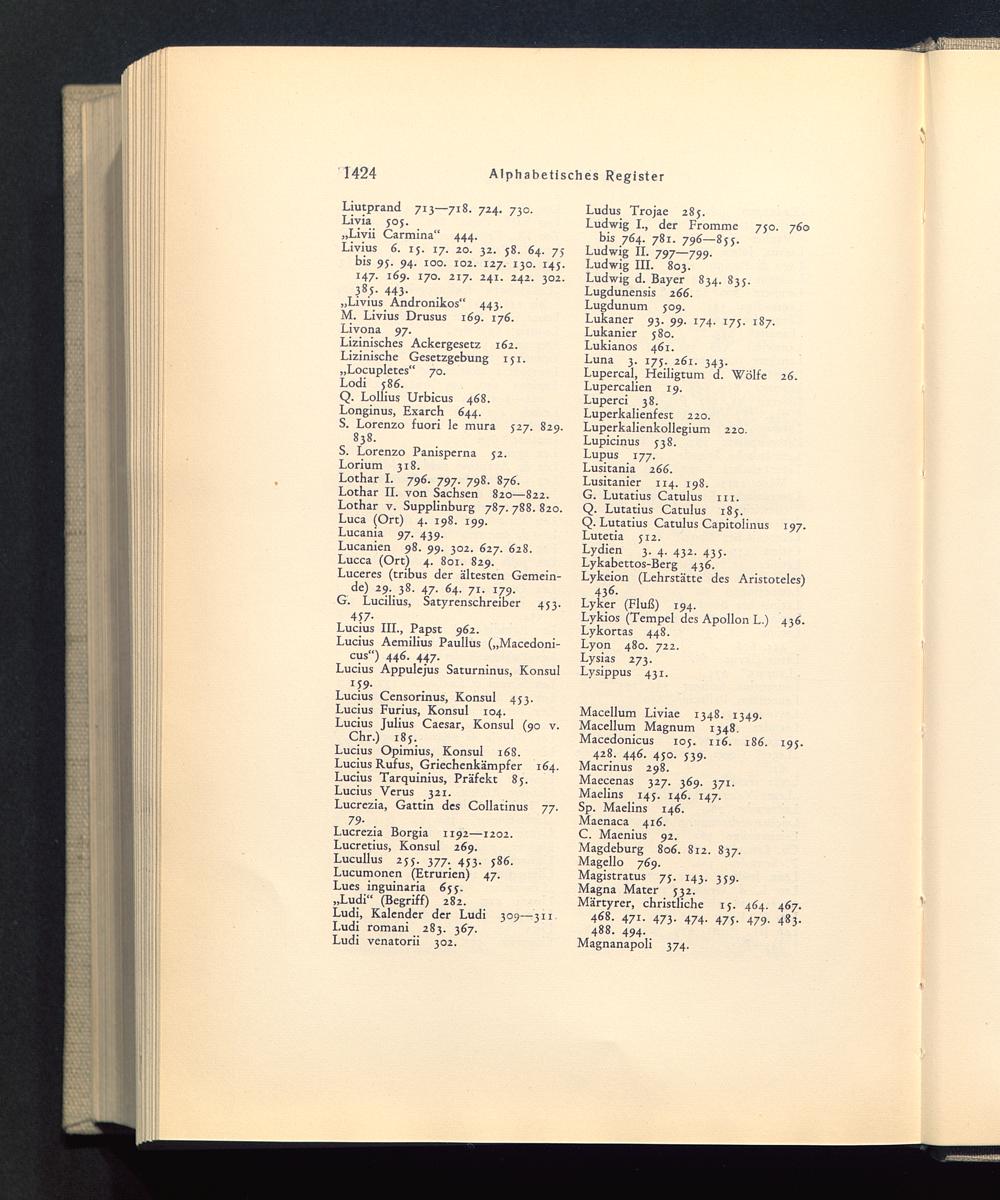 1424
Alphabetisches Register
Liutprand 713—718. 724. 730.
Livia 505.
„Livii Carmina“ 444.
Livius 6. 15. 17. 20. 32. 58. 64. 75
bis 95. 94. 100. 102. 127. 130. 145.
147. 169. 170. 217. 241. 242. 302.
385. 443.
„Livius Andronikos“ 443.
M. Livius Drusus 169. 176.
Livona 97.
Lizinisches Ackergesetz 162.
Lizinische Gesetzgebung 151.
„Locupletes“ 70.
Lodi 586.
Q. Lollius Urbicus 468.
Longinus, Exarch 644.
S. Lorenzo fuori le mura 527. 829.
838.
S. Lorenzo Panisperna 52.
Lorium 318.
Lothar I. 796. 797. 798. 876.
Lothar II. von Sachsen 820—822.
Lothar v. Supplinburg 787. 788. 820.
Luca (Ort) 4. 198. 199.
Lucania 97. 439.
Lucanien 98. 99. 302. 627. 628.
Lucca (Ort) 4. 801. 829.
Luceres (tribus der ältesten Gemein-
de) 29. 38. 47. 64. 71. 179.
G. Lucilius, Satyrenschreiber 453.
457.
Lucius III., Papst 962.
Lucius Aemilius Paullus („Macedoni-
cus“) 446. 447.
Lucius Appulejus Saturninus, Konsul
159.
Lucius Censorinus, Konsul 453.
Lucius Furius, Konsul 104.
Lucius Julius Caesar, Konsul (90 v.
Chr.) 185.
Lucius Opimius, Konsul 168.
Lucius Rufus, Griechenkämpfer 164.
Lucius Tarquinius, Präfekt 85.
Lucius Verus 321.
Lucrezia, Gattin des Collatinus 77.
79.
Lucrezia Borgia 1192—1202.
Lucretius, Konsul 269.
Lucullus 255. 377. 453. 586.
Lucumonen (Etrurien) 47.
Lues inguinaria 655.
„Ludi“ (Begriff) 282.
Ludi, Kalender der Ludi 309—311.
Ludi romani 283. 367.
Ludi venatorii 302.
Ludus Trojae 285.
Ludwig I., der Fromme 750. 760
bis 764. 781. 796—855.
Ludwig II. 797—799.
Ludwig III. 803.
Ludwig d. Bayer 834. 835.
Lugdunensis 266.
Lugdunum 509.
Lukaner 93. 99. 174. 175. 187.
Lukanier 580.
Lukianos 461.
Luna 3. 175. 261. 343.
Lupercal, Heiligtum d. Wölfe 26.
Lupercalien 19.
Luperci 38.
Luperkalienfest 220.
Luperkalienkollegium 220.
Lupicinus 538.
Lupus 177.
Lusitania 266.
Lusitanier 114. 198.
G. Lutatius Catulus 111.
Q. Lutatius Catulus 185.
Q. Lutatius Catulus Capitolinus 197.
Lutetia 512.
Lydien 3. 4. 432. 435.
Lykabettos-Berg 436.
Lykeion (Lehrstätte des Aristoteles)
436.
Lyker (Fluß) 194.
Lykios (Tempel des Apollon L.) 436.
Lykortas 448.
Lyon 480. 722.
Lysias 273.
Lysippus 431.
Macellum Liviae 1348. 1349.
Macellum Magnum 1348.
Macedonicus 105. 116. 186. 195.
428. 446. 450. 539.
Macrinus 298.
Maecenas 327. 369. 371.
Maelins 145. 146. 147.
Sp. Maelins 146.
Maenaca 416.
C. Maenius 92.
Magdeburg 806. 812. 837.
Magello 769.
Magistratus 75. 143. 359.
Magna Mater 532.
Märtyrer, christliche 15. 464. 467.
468. 471. 473. 474. 475. 479. 483.
488. 494.
Magnanapoli 374.